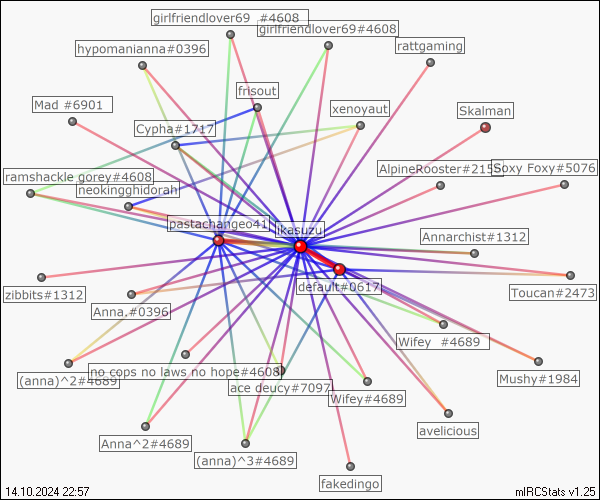 girlfriendlover69 #4608
girlfriendlover69#4608
hypomanianna#0396
rattgaming
frisout
Mad #6901
xenoyaut
Skalman
Cypha#1717
ramshackle gorey#4608
AlpineRooster#215
Soxy Foxy#5076
neokingghidorah
pastachangeo41
ikasuzu
Annarchist#1312
default#0617
zibbits#1312
Toucan#2473
Anna,#0396
Wifey #4689
no cops no laws no hope#4608
(anna)^2#4689
Mushy#1984
ace deucy#7097
Wifey#4689
avelicious
Anna^2#4689
(anna)^3#4689
fakedingo
14.10.2024 22:57
mIRCStats v1.25